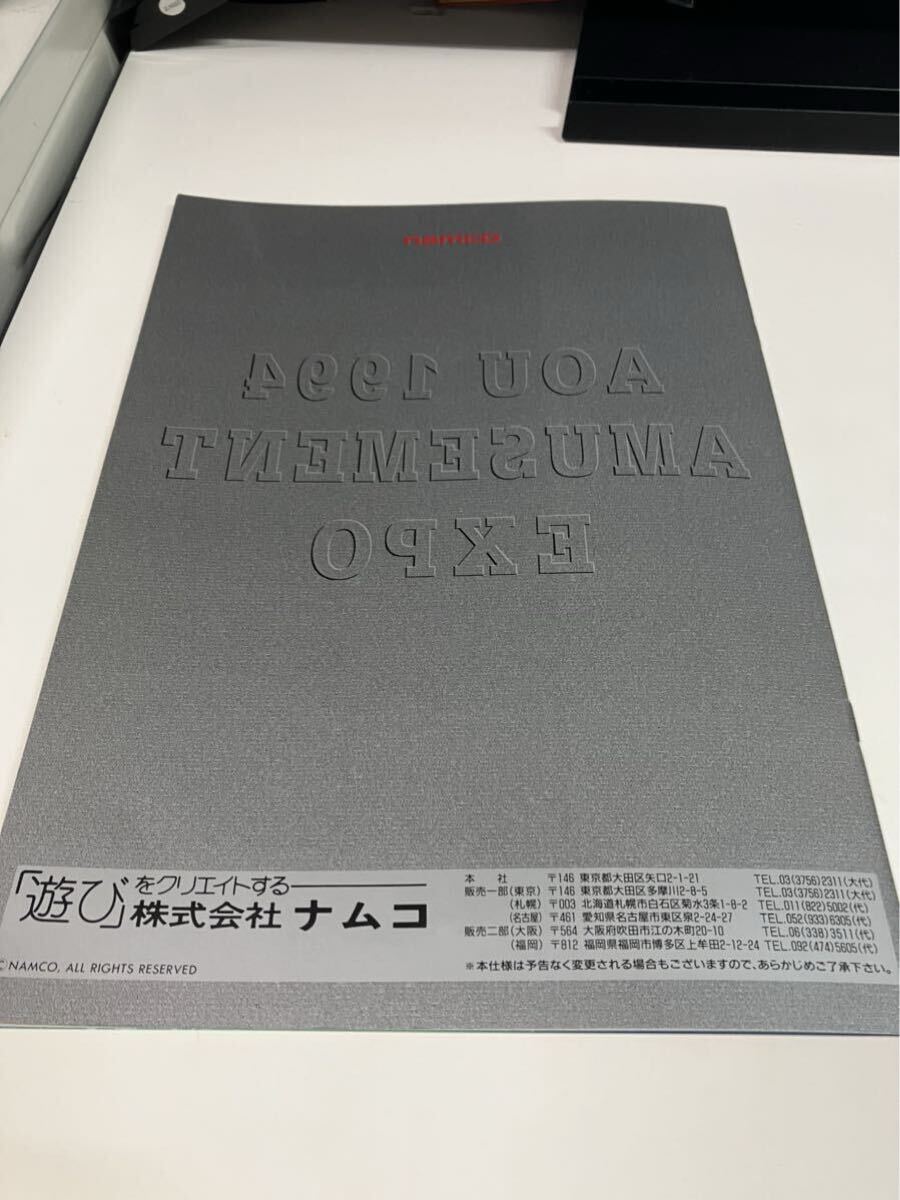 namco
AOU 1994
AMUSEMENT
EXPO
「遊び」をクリエイトする
株式会社 ナムコ
© NAMCO, ALL RIGHTS RESERVED
本 社 〒146 東京都大田区矢口2-1-21 TEL.03(3756)2311(大代)
販売一部(東京) 〒146 東京都大田区多摩川2-8-5 TEL.03(3756)2311(大代)
(札幌) 〒003 北海道札幌市白石区菊水3条1-8-2 TEL.011(822)5002(代)
(名古屋) 〒461 愛知県名古屋市東区泉2-24-27 TEL.052(933)6305(代)
販売二部(大阪) 〒564 大阪府吹田市江の木町20-10 TEL.06(338)3511(代)
(福岡) 〒812 福岡県福岡市博多区上牟田2-12-24 TEL.092(474)5605(代)
※本仕様は予告なく変更される場合もございますので、あらかじめご了承下さい。